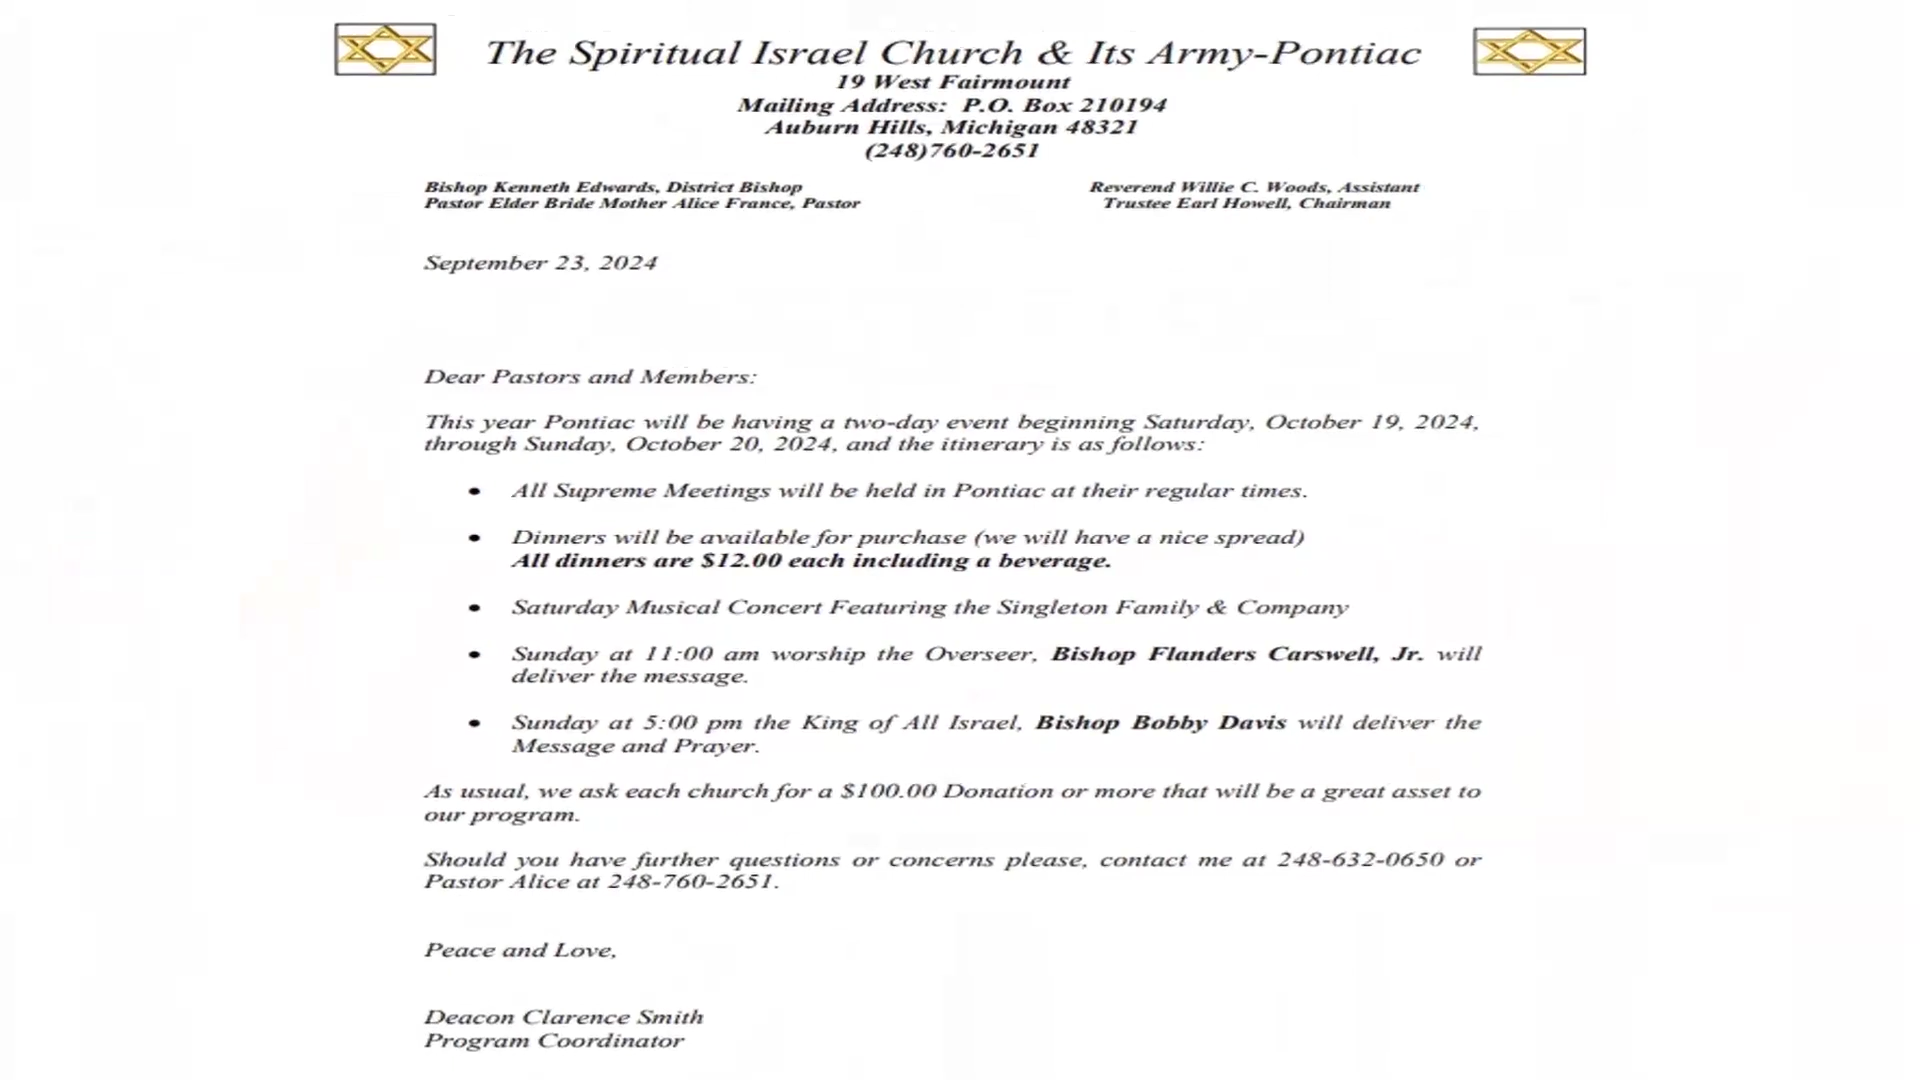 The Spiritual Israel Church & Its Army-Pontiac
19 West Fairmount
Mailing Address: P.O. Box 210194
Auburn Hills, Michigan 48321
(248)760-2651
Bishop Kenneth Edwards, District Bishop
Pastor Elder Bride Mother Alice France, Pastor
Reverend Willie C. Woods, Assistant
Trustee Earl Howell, Chairman
September 23, 2024
Dear Pastors and Members:
This year Pontiac will be having a two-day event beginning Saturday, October 19, 2024,
through Sunday, October 20, 2024, and the itinerary is as follows:
• All Supreme Meetings will be held in Pontiac at their regular times.
• Dinners will be available for purchase (we will have a nice spread)
All dinners are $12.00 each including a beverage.
• Saturday Musical Concert Featuring the Singleton Family & Company
• Sunday at 11:00 am worship the Overseer, Bishop Flanders Carswell, Jr. will
deliver the message.
• Sunday at 5:00 pm the King of All Israel, Bishop Bobby Davis will deliver the
Message and Prayer.
As usual, we ask each church for a $100.00 Donation or more that will be a great asset to
our program.
Should you have further questions or concerns please, contact me at 248-632-0650 or
Pastor Alice at 248-760-2651.
Peace and Love,
Deacon Clarence Smith
Program Coordinator